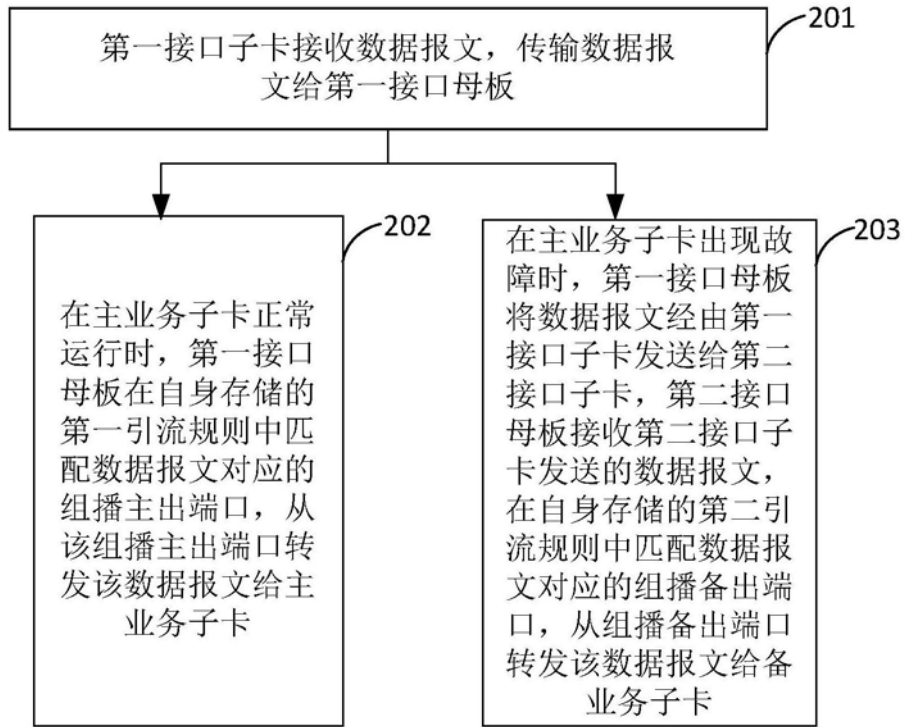 第一接口子卡接收数据报文，传输数据报
文给第一接口母板
201
202
在主业务子卡正常
运行时，第一接口
母板在自身存储的
第一引流规则中匹
配数据报文对应的
组播主出端口，从
该组播主出端口转
发该数据报文给主
业务子卡
203
在主业务子卡出现故
障时，第一接口母板
将数据报文经由第一
接口子卡发送给第二
接口子卡，第二接口
母板接收第二接口子
卡发送的数据报文，
在自身存储的第二引
流规则中匹配数据报
文对应的组播备出端
口，从组播备出端口
转发该数据报文给备
业务子卡